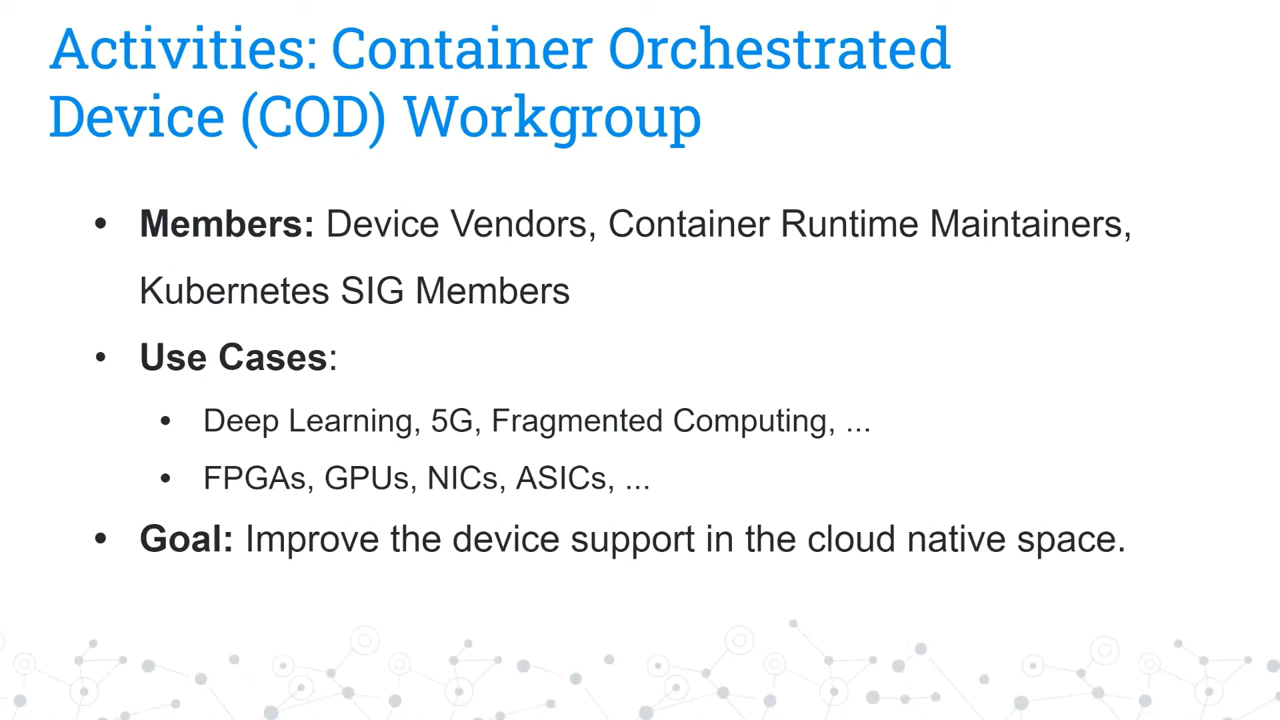 Activities: Container Orchestrated
Device (COD) Workgroup
• Members: Device Vendors, Container Runtime Maintainers,
Kubernetes SIG Members
• Use Cases:
• Deep Learning, 5G, Fragmented Computing, ...
• FPGAs, GPUs, NICs, ASICs, ...
• Goal: Improve the device support in the cloud native space.